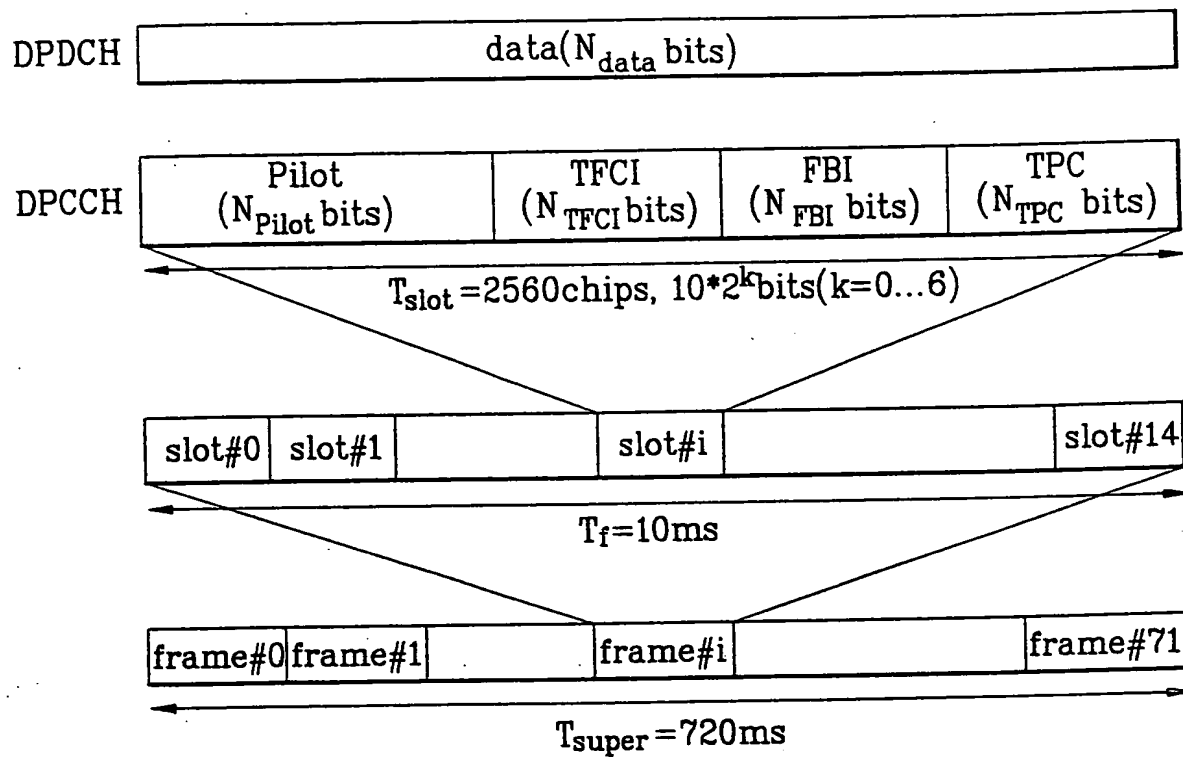 DPDCH data(N_data bits)
DPCCH Pilot (N_Pilot bits) TFCI (N_TFCI bits) FBI (N_FBI bits) TPC (N_TPC bits)
T_slot=2560chips, 10*2^k bits(k=0...6)
slot#0 slot#1 slot#i slot#14
T_f=10ms
frame#0 frame#1 frame#i frame#71
T_super=720ms